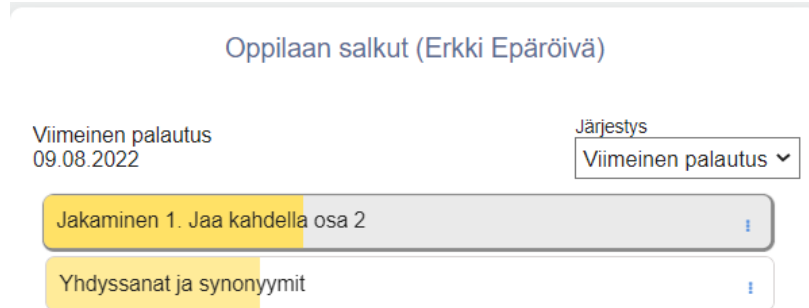 Oppilaan salkut (Erkki Epäröivä)
Viimeinen palautus
09.08.2022
Järjestys
Viimeinen palautus
Jakaminen 1. Jaa kahdella osa 2
Yhdyssanat ja synonyymit